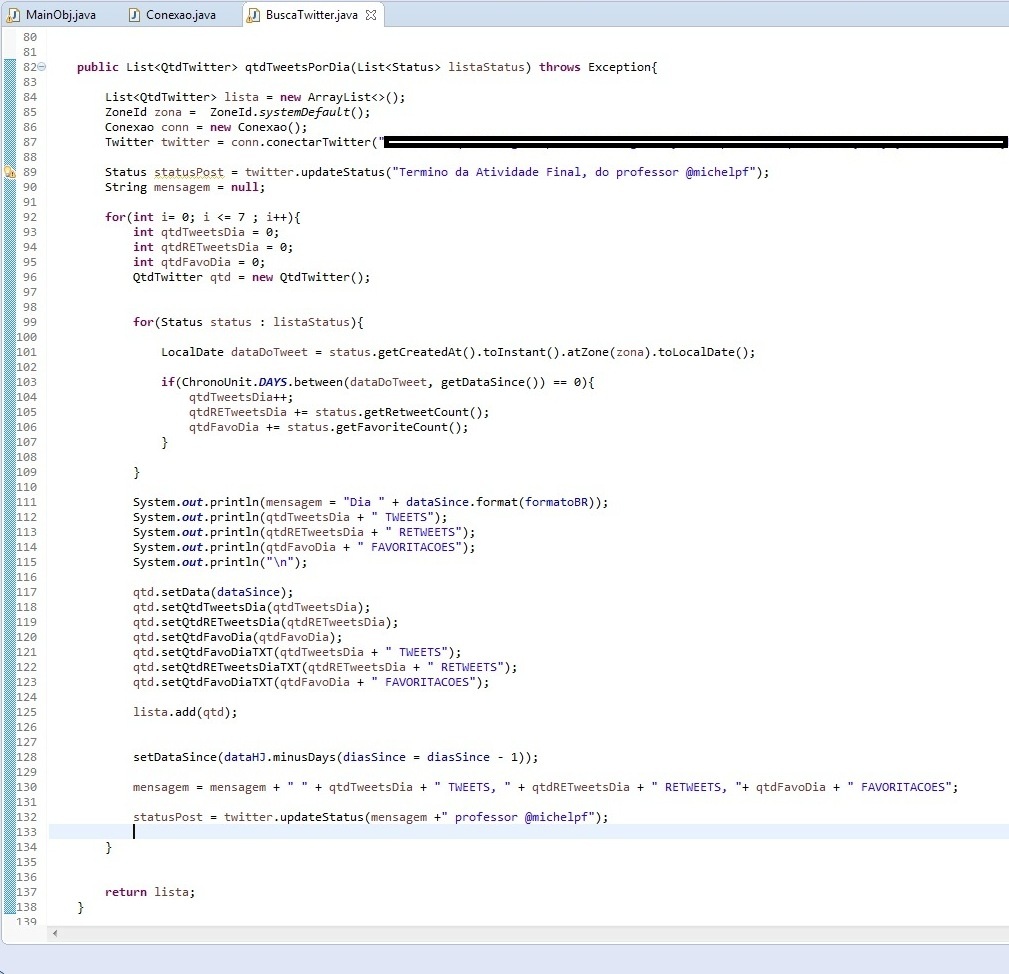 MainObj.java Conexao.java BuscaTwitter.java
80
81
82 public List<QtdTwitter> qtdTweetsPorDia(List<Status> listaStatus) throws Exception{
83
84 List<QtdTwitter> lista = new ArrayList<>();
85 ZoneId zona = ZoneId.systemDefault();
86 Conexao conn = new Conexao();
87 Twitter twitter = conn.conectarTwitter("
88
89 Status statusPost = twitter.updateStatus("Termino da Atividade Final, do professor @michelpf");
90 String mensagem = null;
91
92 for(int i= 0; i <= 7 ; i++){
93 int qtdTweetsDia = 0;
94 int qtdRETweetsDia = 0;
95 int qtdFavoDia = 0;
96 QtdTwitter qtd = new QtdTwitter();
97
98
99 for(Status status : listaStatus){
100
101 LocalDate dataDoTweet = status.getCreatedAt().toInstant().atZone(zona).toLocalDate();
102
103 if(ChronoUnit.DAYS.between(dataDoTweet, getDataSince()) == 0){
104 qtdTweetsDia++;
105 qtdRETweetsDia += status.getRetweetCount();
106 qtdFavoDia += status.getFavoriteCount();
107 }
108
109 }
110
111 System.out.println(mensagem = "Dia " + dataSince.format(formatoBR));
112 System.out.println(qtdTweetsDia + " TWEETS");
113 System.out.println(qtdRETweetsDia + " RETWEETS");
114 System.out.println(qtdFavoDia + " FAVORITACOES");
115 System.out.println("\n");
116
117 qtd.setData(dataSince);
118 qtd.setQtdTweetsDia(qtdTweetsDia);
119 qtd.setQtdRETweetsDia(qtdRETweetsDia);
120 qtd.setQtdFavoDia(qtdFavoDia);
121 qtd.setQtdFavoDiaTXT(qtdTweetsDia + " TWEETS");
122 qtd.setQtdRETweetsDiaTXT(qtdRETweetsDia + " RETWEETS");
123 qtd.setQtdFavoDiaTXT(qtdFavoDia + " FAVORITACOES");
124
125 lista.add(qtd);
126
127
128 setDataSince(dataHJ.minusDays(diasSince = diasSince - 1));
129
130 mensagem = mensagem + " " + qtdTweetsDia + " TWEETS, " + qtdRETweetsDia + " RETWEETS, "+ qtdFavoDia + " FAVORITACOES";
131
132 statusPost = twitter.updateStatus(mensagem +" professor @michelpf");
133
134 }
135
136
137 return lista;
138 }
139